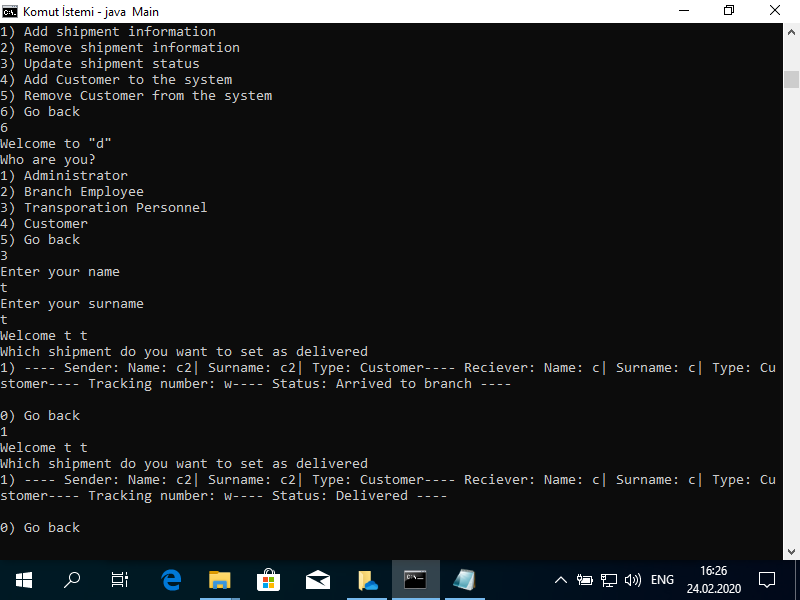 Komut İstemi - java Main
1) Add shipment information
2) Remove shipment information
3) Update shipment status
4) Add Customer to the system
5) Remove Customer from the system
6) Go back
6
Welcome to "d"
Who are you?
1) Administrator
2) Branch Employee
3) Transporation Personnel
4) Customer
5) Go back
3
Enter your name
t
Enter your surname
t
Welcome t t
Which shipment do you want to set as delivered
1) ---- Sender: Name: c2| Surname: c2| Type: Customer---- Reciever: Name: c| Surname: c| Type: Cu
stomer---- Tracking number: w---- Status: Arrived to branch ----
0) Go back
1
Welcome t t
Which shipment do you want to set as delivered
1) ---- Sender: Name: c2| Surname: c2| Type: Customer---- Reciever: Name: c| Surname: c| Type: Cu
stomer---- Tracking number: w---- Status: Delivered ----
0) Go back
ENG
16:26
24.02.2020